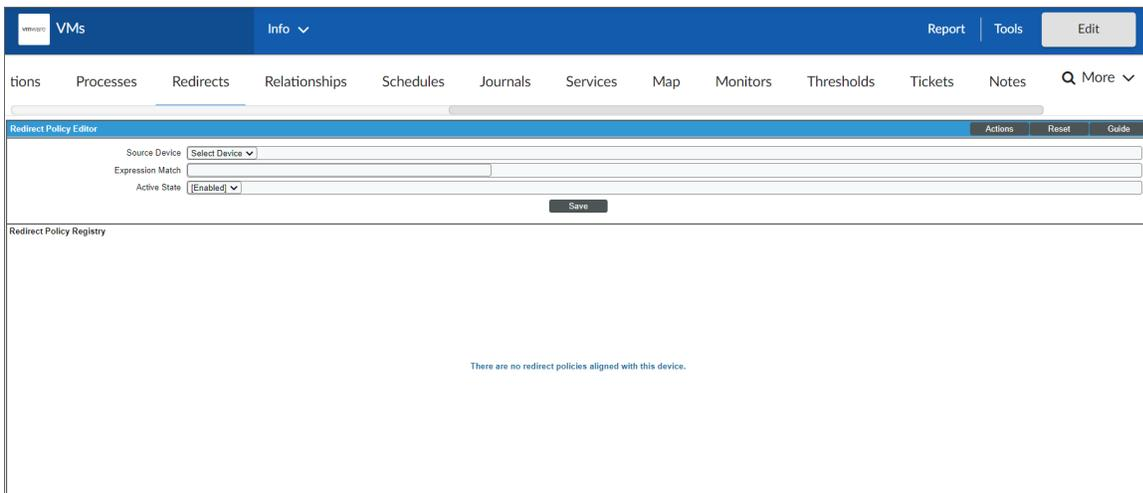 vmware VMs Info Report Tools Edit
tions Processes Redirects Relationships Schedules Journals Services Map Monitors Thresholds Tickets Notes More
Redirect Policy Editor Actions Reset Guide
Source Device Select Device
Expression Match
Active State [Enabled]
Save
Redirect Policy Registry
There are no redirect policies aligned with this device.